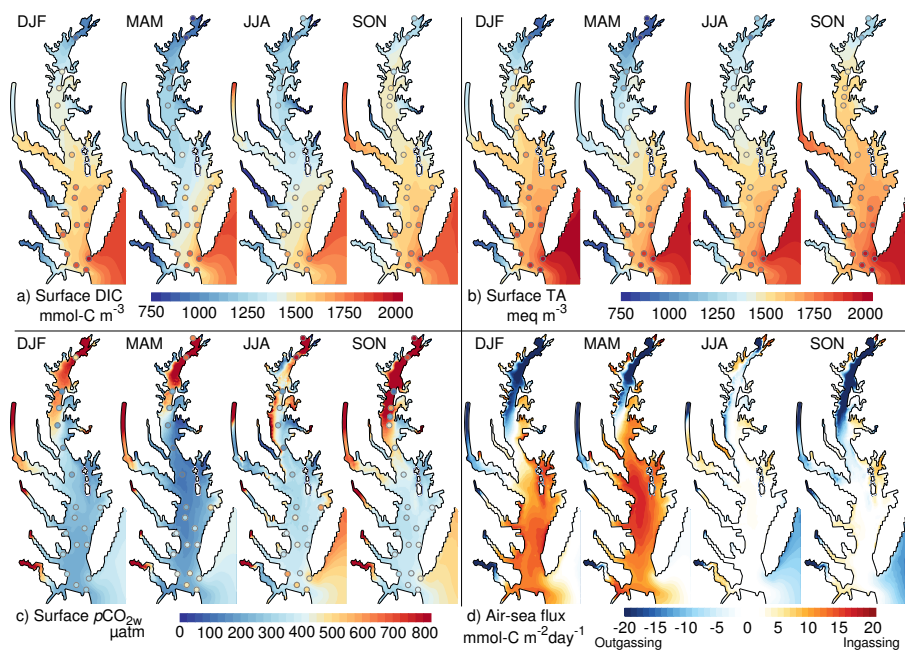 DJF MAM JJA SON
a) Surface DIC
mmol-C m⁻³
750 1000 1250 1500 1750 2000
DJF MAM JJA SON
b) Surface TA
meq m⁻³
750 1000 1250 1500 1750 2000
DJF MAM JJA SON
c) Surface pCO₂w
µatm
0 100 200 300 400 500 600 700 800
DJF MAM JJA SON
d) Air-sea flux
mmol-C m⁻²day⁻¹
-20 -15 -10 -5 0 5 10 15 20
Outgassing Ingassing